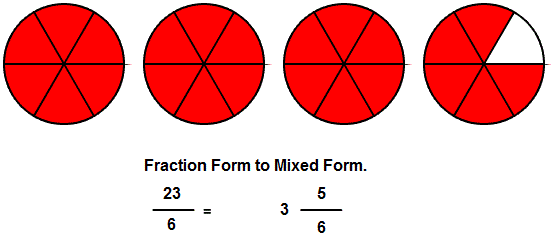 Fraction Form to Mixed Form.
23 5
6 = 3 6